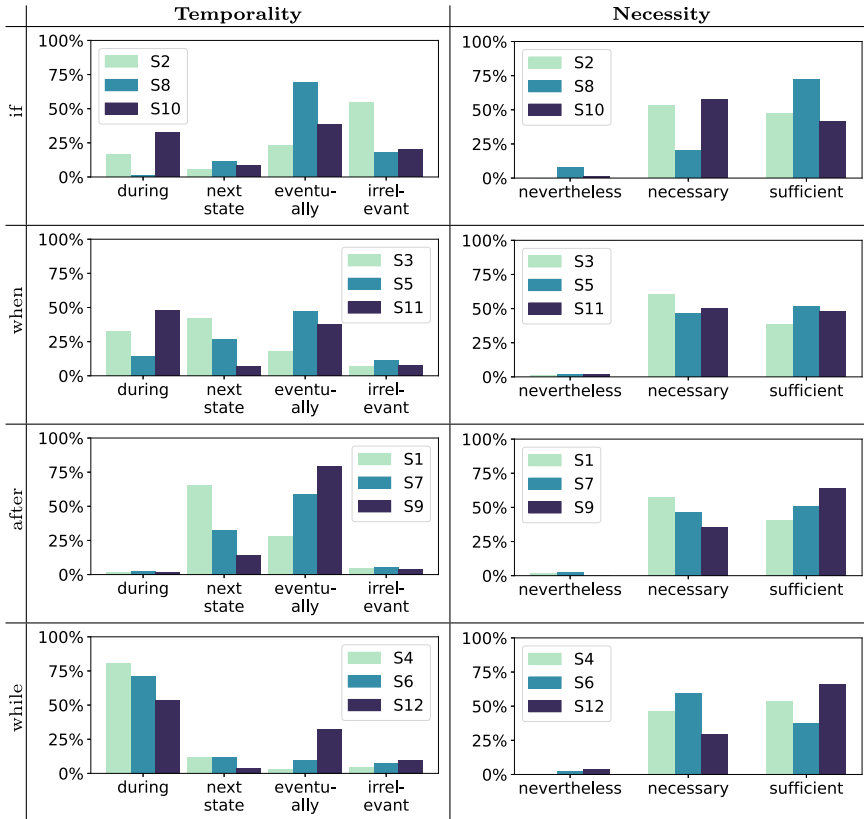 Temporality Necessity
if
100%
75%
50%
25%
0%
S2
S8
S10
during next state eventu-ally irrel-evant
100%
75%
50%
25%
0%
S2
S8
S10
nevertheless necessary sufficient
when
100%
75%
50%
25%
0%
S3
S5
S11
during next state eventu-ally irrel-evant
100%
75%
50%
25%
0%
S3
S5
S11
nevertheless necessary sufficient
after
100%
75%
50%
25%
0%
S1
S7
S9
during next state eventu-ally irrel-evant
100%
75%
50%
25%
0%
S1
S7
S9
nevertheless necessary sufficient
while
100%
75%
50%
25%
0%
S4
S6
S12
during next state eventu-ally irrel-evant
100%
75%
50%
25%
0%
S4
S6
S12
nevertheless necessary sufficient